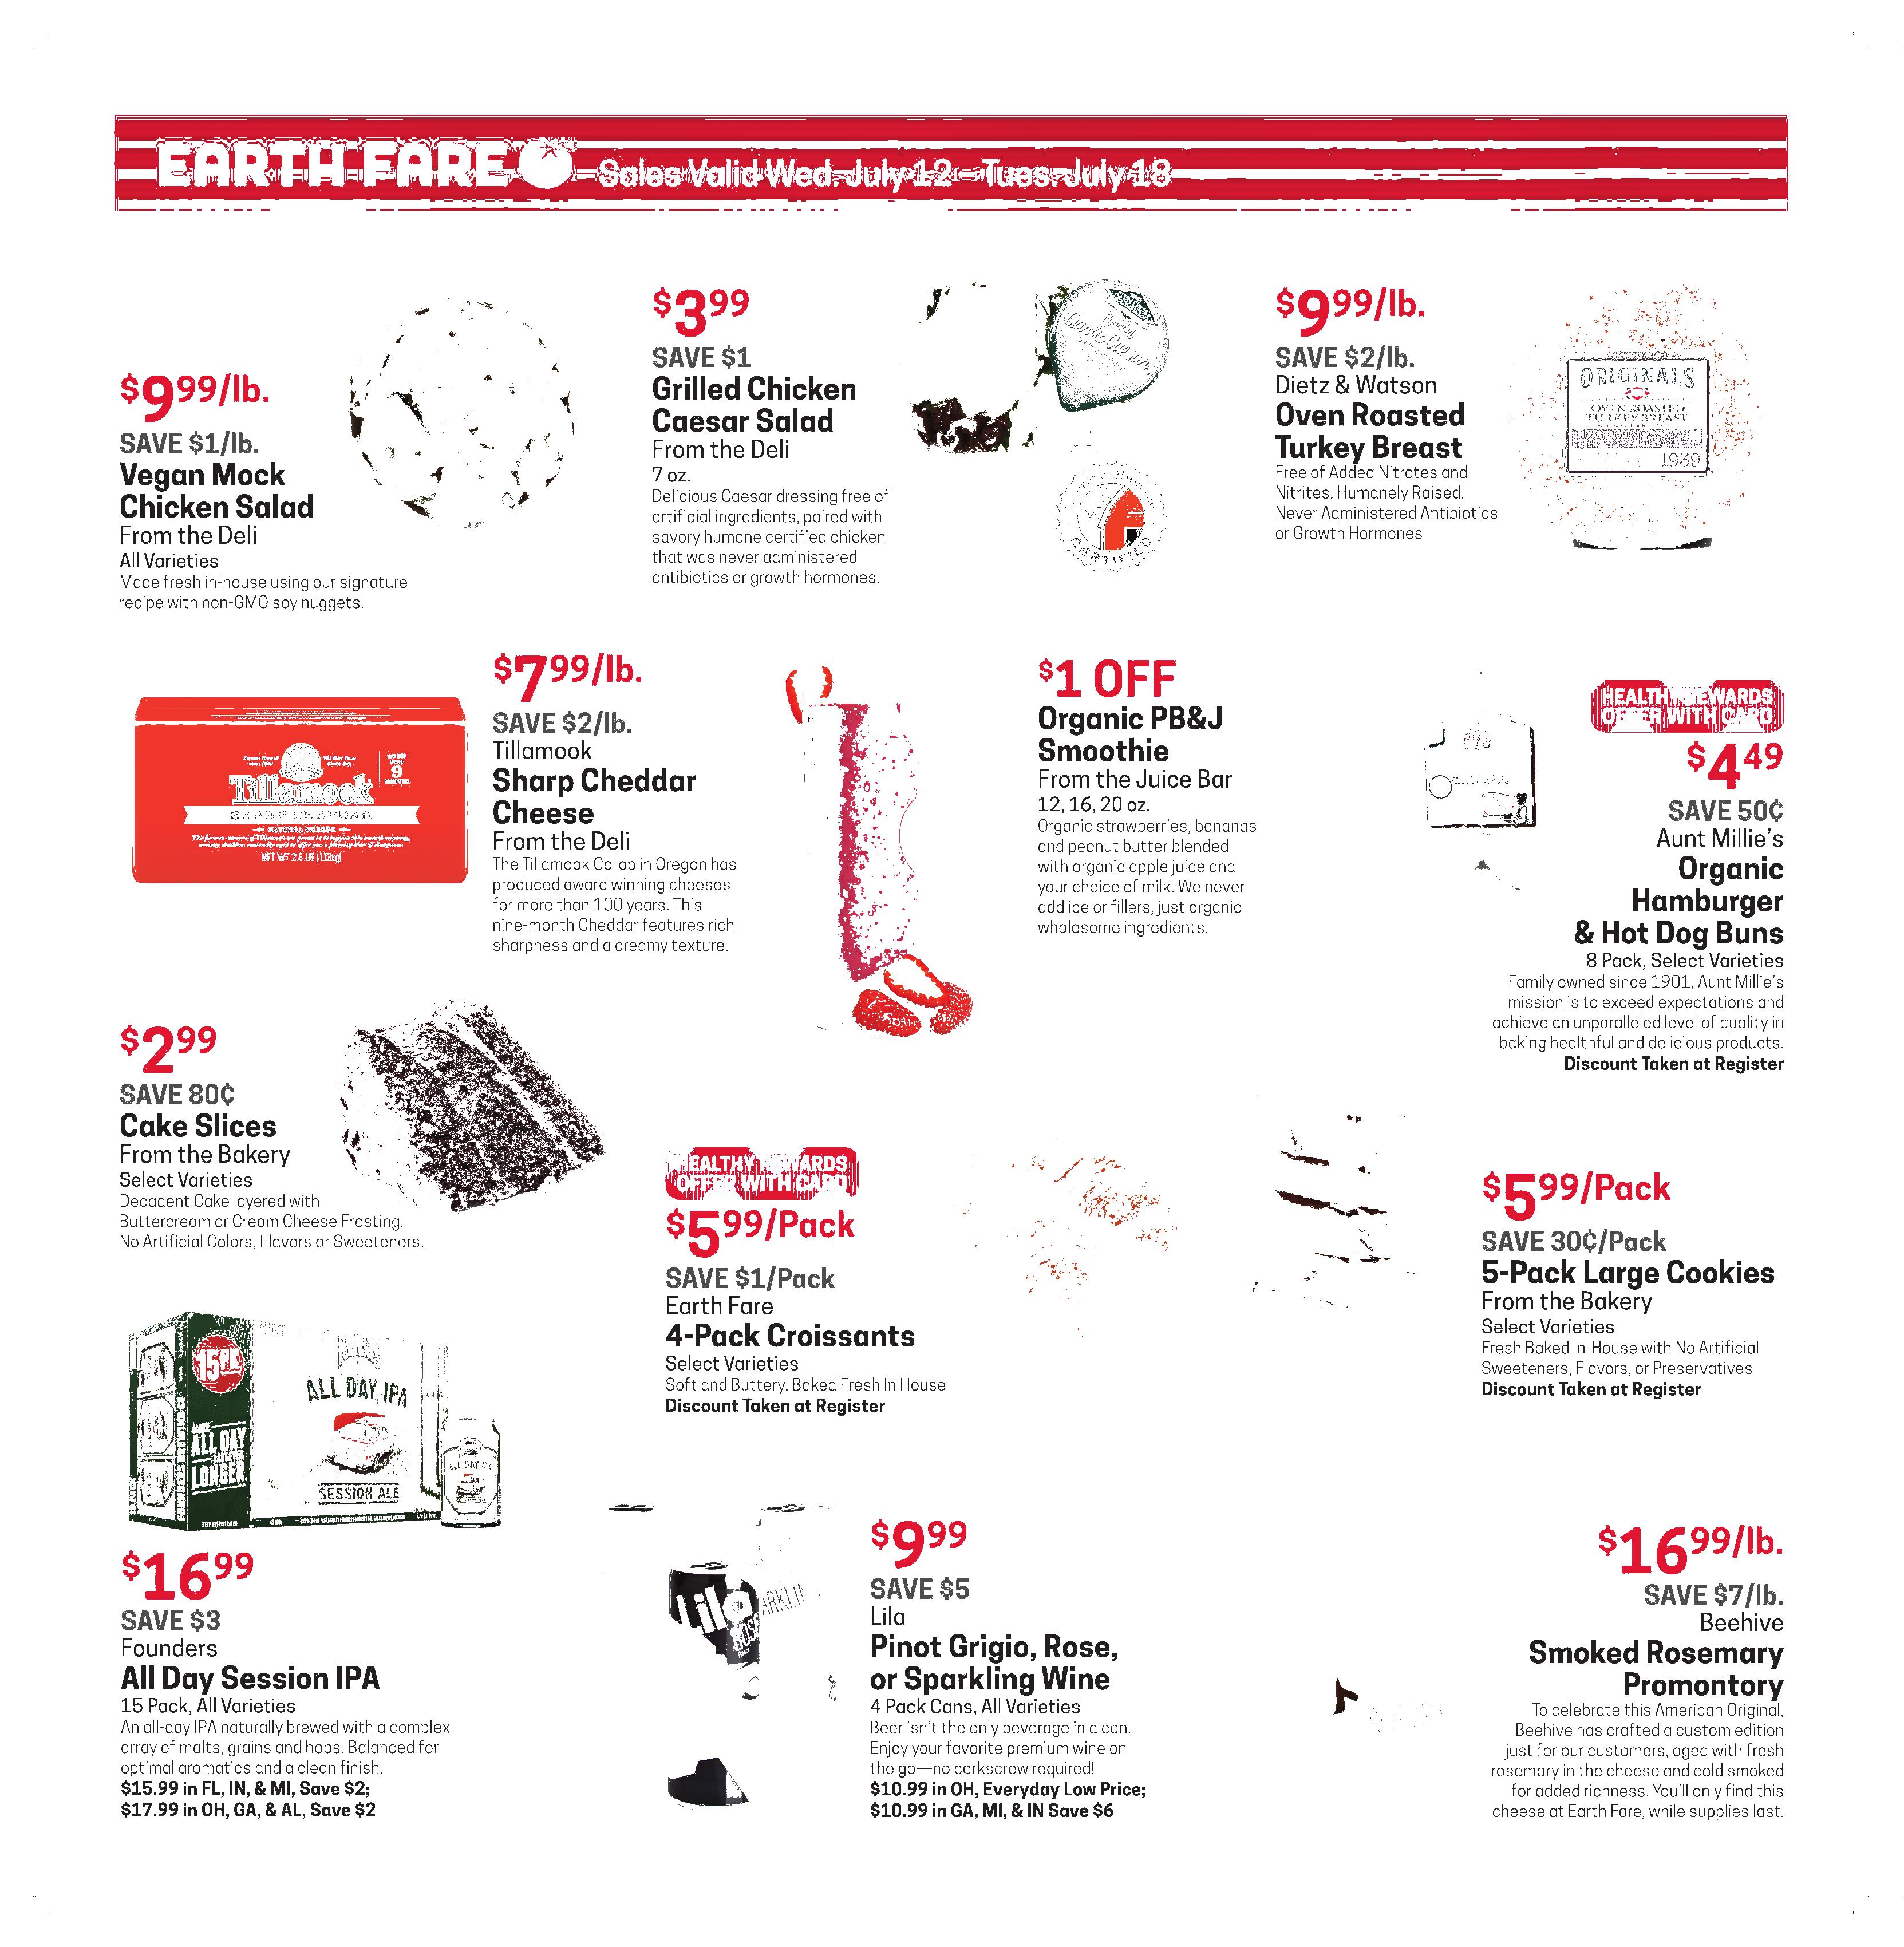 EARTH FARE Sales Valid Wed. July 12 - Tues. July 18
$9.99/lb.
SAVE $1/lb.
Vegan Mock
Chicken Salad
From the Deli
All Varieties
Made fresh in-house using our signature
recipe with non-GMO soy nuggets.
$3.99
SAVE $1
Grilled Chicken
Caesar Salad
From the Deli
7 oz.
Delicious Caesar dressing free of
artificial ingredients, paired with
savory humane certified chicken
that was never administered
antibiotics or growth hormones.
CERTIFIED
$9.99/lb.
SAVE $2/lb.
Dietz & Watson
Oven Roasted
Turkey Breast
Free of Added Nitrates and
Nitrites, Humanely Raised,
Never Administered Antibiotics
or Growth Hormones
ORIGINALS
OVEN ROASTED
TURKEY BREAST
1939
Tillamook
SHARP CHEDDAR
9
$7.99/lb.
SAVE $2/lb.
Tillamook
Sharp Cheddar
Cheese
From the Deli
The Tillamook Co-op in Oregon has
produced award winning cheeses
for more than 100 years. This
nine-month Cheddar features rich
sharpness and a creamy texture.
$1 OFF
Organic PB&J
Smoothie
From the Juice Bar
12, 16, 20 oz.
Organic strawberries, bananas
and peanut butter blended
with organic apple juice and
your choice of milk. We never
add ice or fillers, just organic
wholesome ingredients.
HEALTHY REWARDS
OFFER WITH CARD
$4.49
SAVE 50¢
Aunt Millie's
Organic
Hamburger
& Hot Dog Buns
8 Pack, Select Varieties
Family owned since 1901, Aunt Millie's
mission is to exceed expectations and
achieve an unparalleled level of quality in
baking healthful and delicious products.
Discount Taken at Register
$2.99
SAVE 80¢
Cake Slices
From the Bakery
Select Varieties
Decadent Cake layered with
Buttercream or Cream Cheese Frosting.
No Artificial Colors, Flavors or Sweeteners.
HEALTHY REWARDS
OFFER WITH CARD
$5.99/Pack
SAVE $1/Pack
Earth Fare
4-Pack Croissants
Select Varieties
Soft and Buttery, Baked Fresh In House
Discount Taken at Register
$5.99/Pack
SAVE 30¢/Pack
5-Pack Large Cookies
From the Bakery
Select Varieties
Fresh Baked In-House with No Artificial
Sweeteners, Flavors, or Preservatives
Discount Taken at Register
15PK
ALL DAY IPA
ALL DAY
LONGER
SESSION ALE
$16.99
SAVE $3
Founders
All Day Session IPA
15 Pack, All Varieties
An all-day IPA naturally brewed with a complex
array of malts, grains and hops. Balanced for
optimal aromatics and a clean finish.
$15.99 in FL, IN, & MI, Save $2;
$17.99 in OH, GA, & AL, Save $2
Lila
ROSÉ
$9.99
SAVE $5
Lila
Pinot Grigio, Rose,
or Sparkling Wine
4 Pack Cans, All Varieties
Beer isn't the only beverage in a can.
Enjoy your favorite premium wine on
the go—no corkscrew required!
$10.99 in OH, Everyday Low Price;
$10.99 in GA, MI, & IN Save $6
$16.99/lb.
SAVE $7/lb.
Beehive
Smoked Rosemary
Promontory
To celebrate this American Original,
Beehive has crafted a custom edition
just for our customers, aged with fresh
rosemary in the cheese and cold smoked
for added richness. You'll only find this
cheese at Earth Fare, while supplies last.